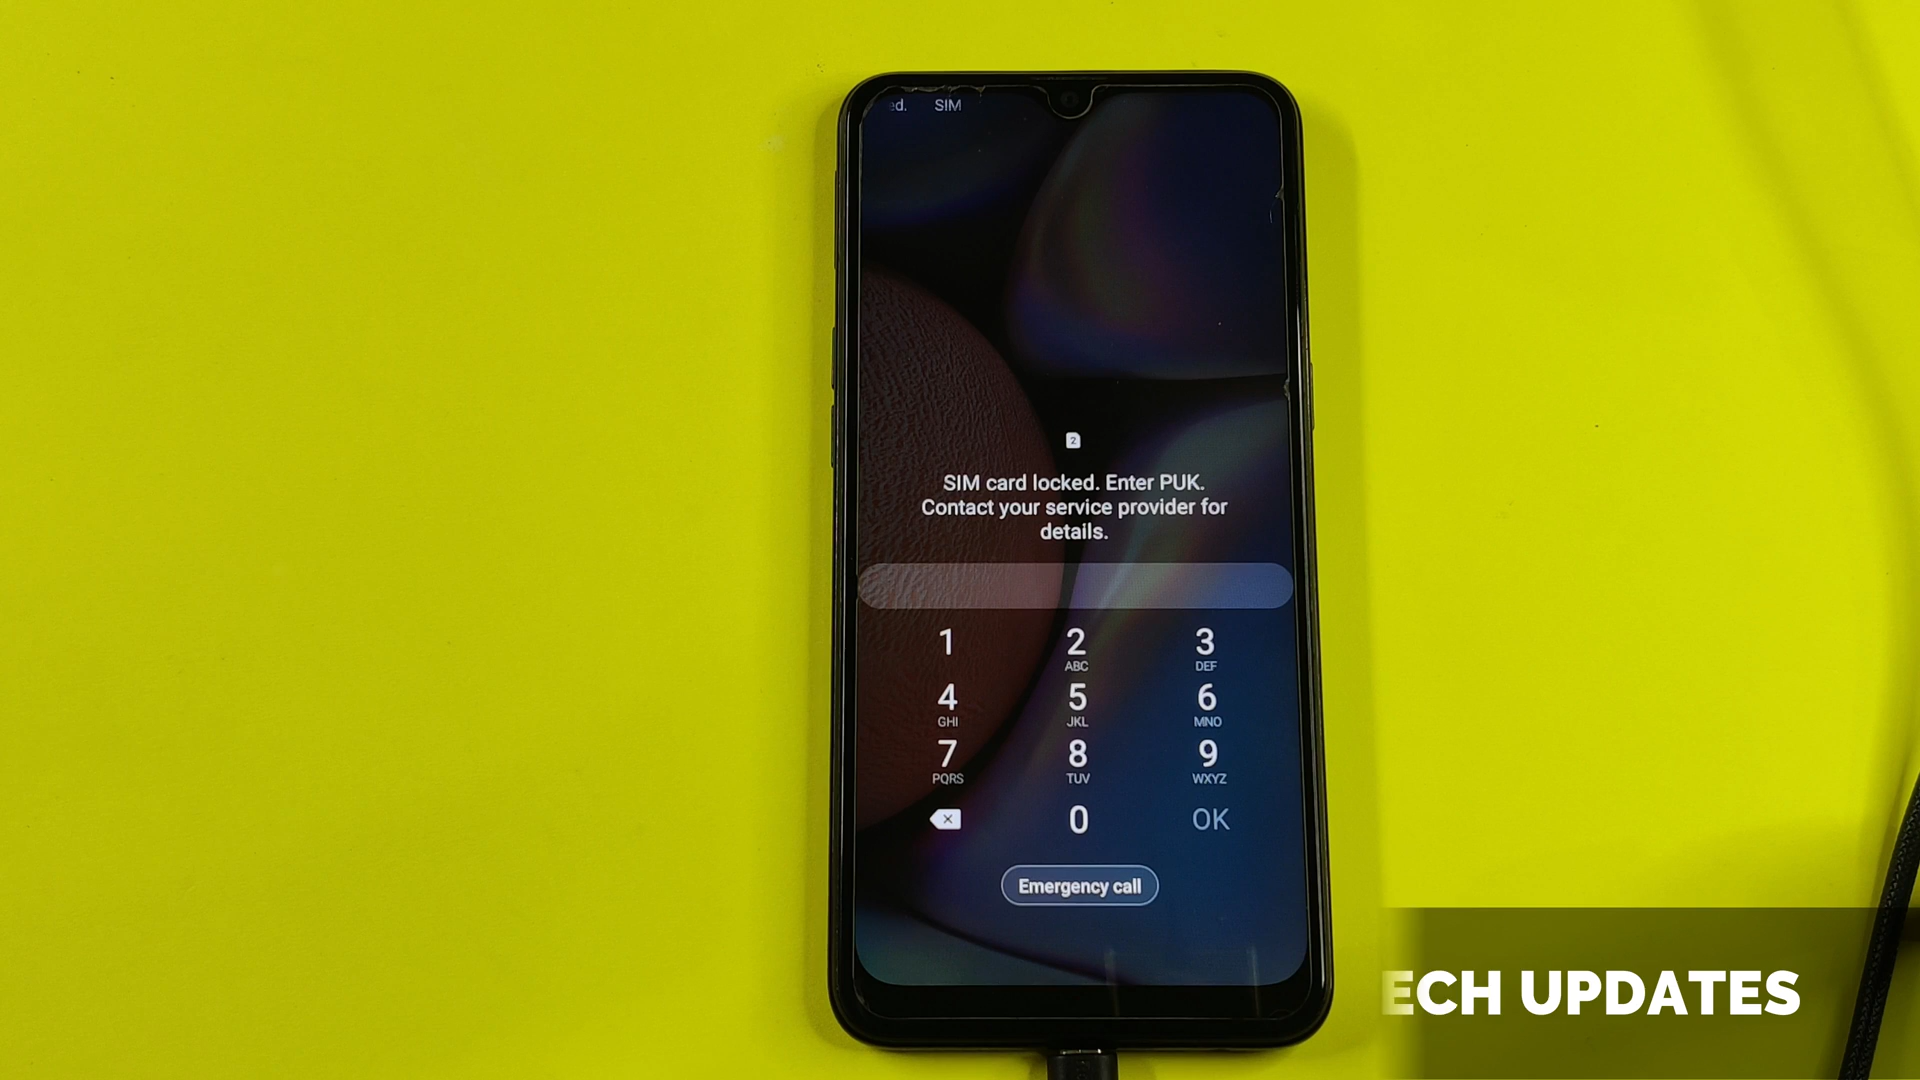 ed. SIM
2
SIM card locked. Enter PUK.
Contact your service provider for
details.
1 2 3
ABC DEF
4 5 6
GHI JKL MNO
7 8 9
PQRS TUV WXYZ
0 OK
Emergency call
ECH UPDATES